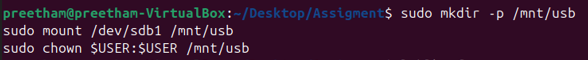 preetham@preetham-VirtualBox:~/Desktop/Assigment$ sudo mkdir -p /mnt/usb
sudo mount /dev/sdb1 /mnt/usb
sudo chown $USER:$USER /mnt/usb